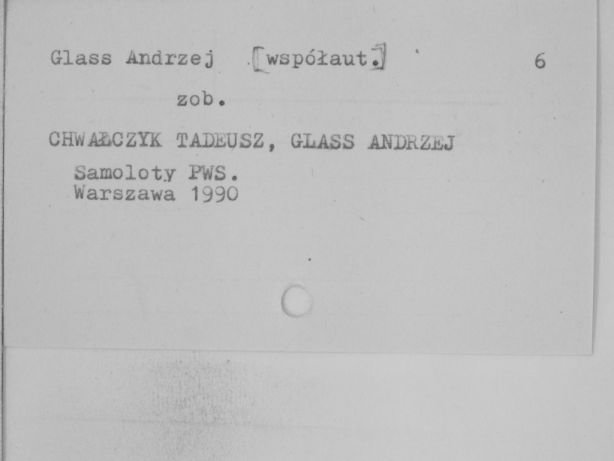 Glass Andrzej [współaut.] 6
zob.
CHWAŁCZYK TADEUSZ, GLASS ANDRZEJ
Samoloty PWS.
Warszawa 1990